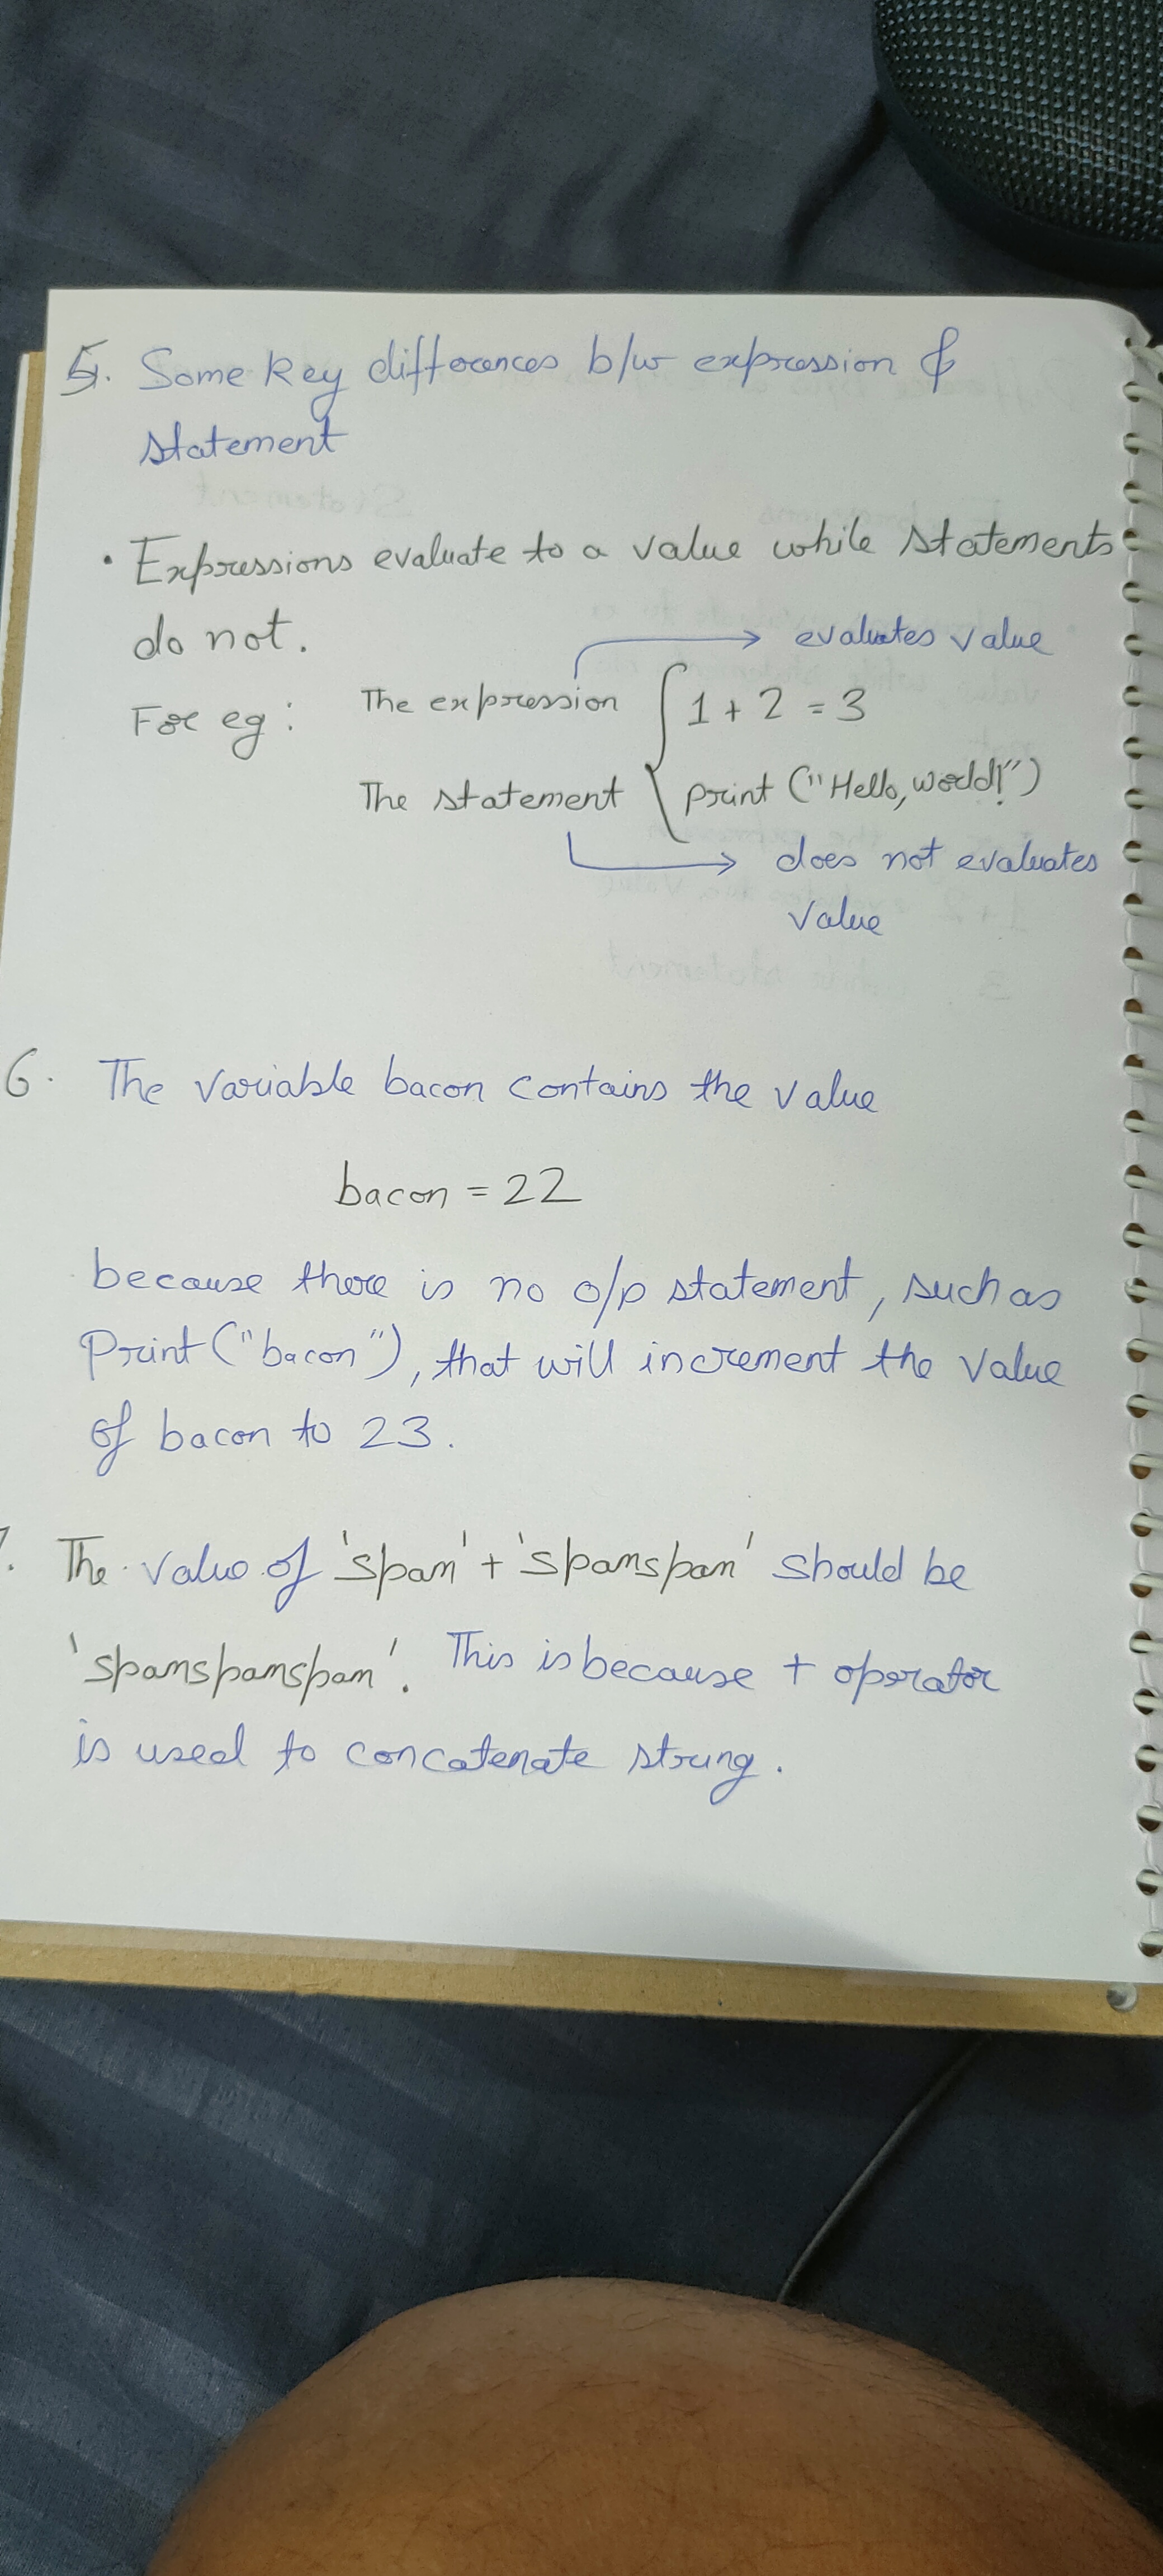 5. Some key differences b/w expression &
statement
• Expressions evaluate to a value while statements
do not.
evaluates value
For eg: The expression { 1 + 2 = 3
The statement { print ("Hello, world!")
does not evaluates
value
6. The variable bacon contains the value
bacon = 22
because there is no o/p statement, such as
Print ("bacon"), that will increment the value
of bacon to 23.
. The value of 'spam' + 'spamspam' should be
'spamspamspam'. This is because + operator
is used to concatenate string.